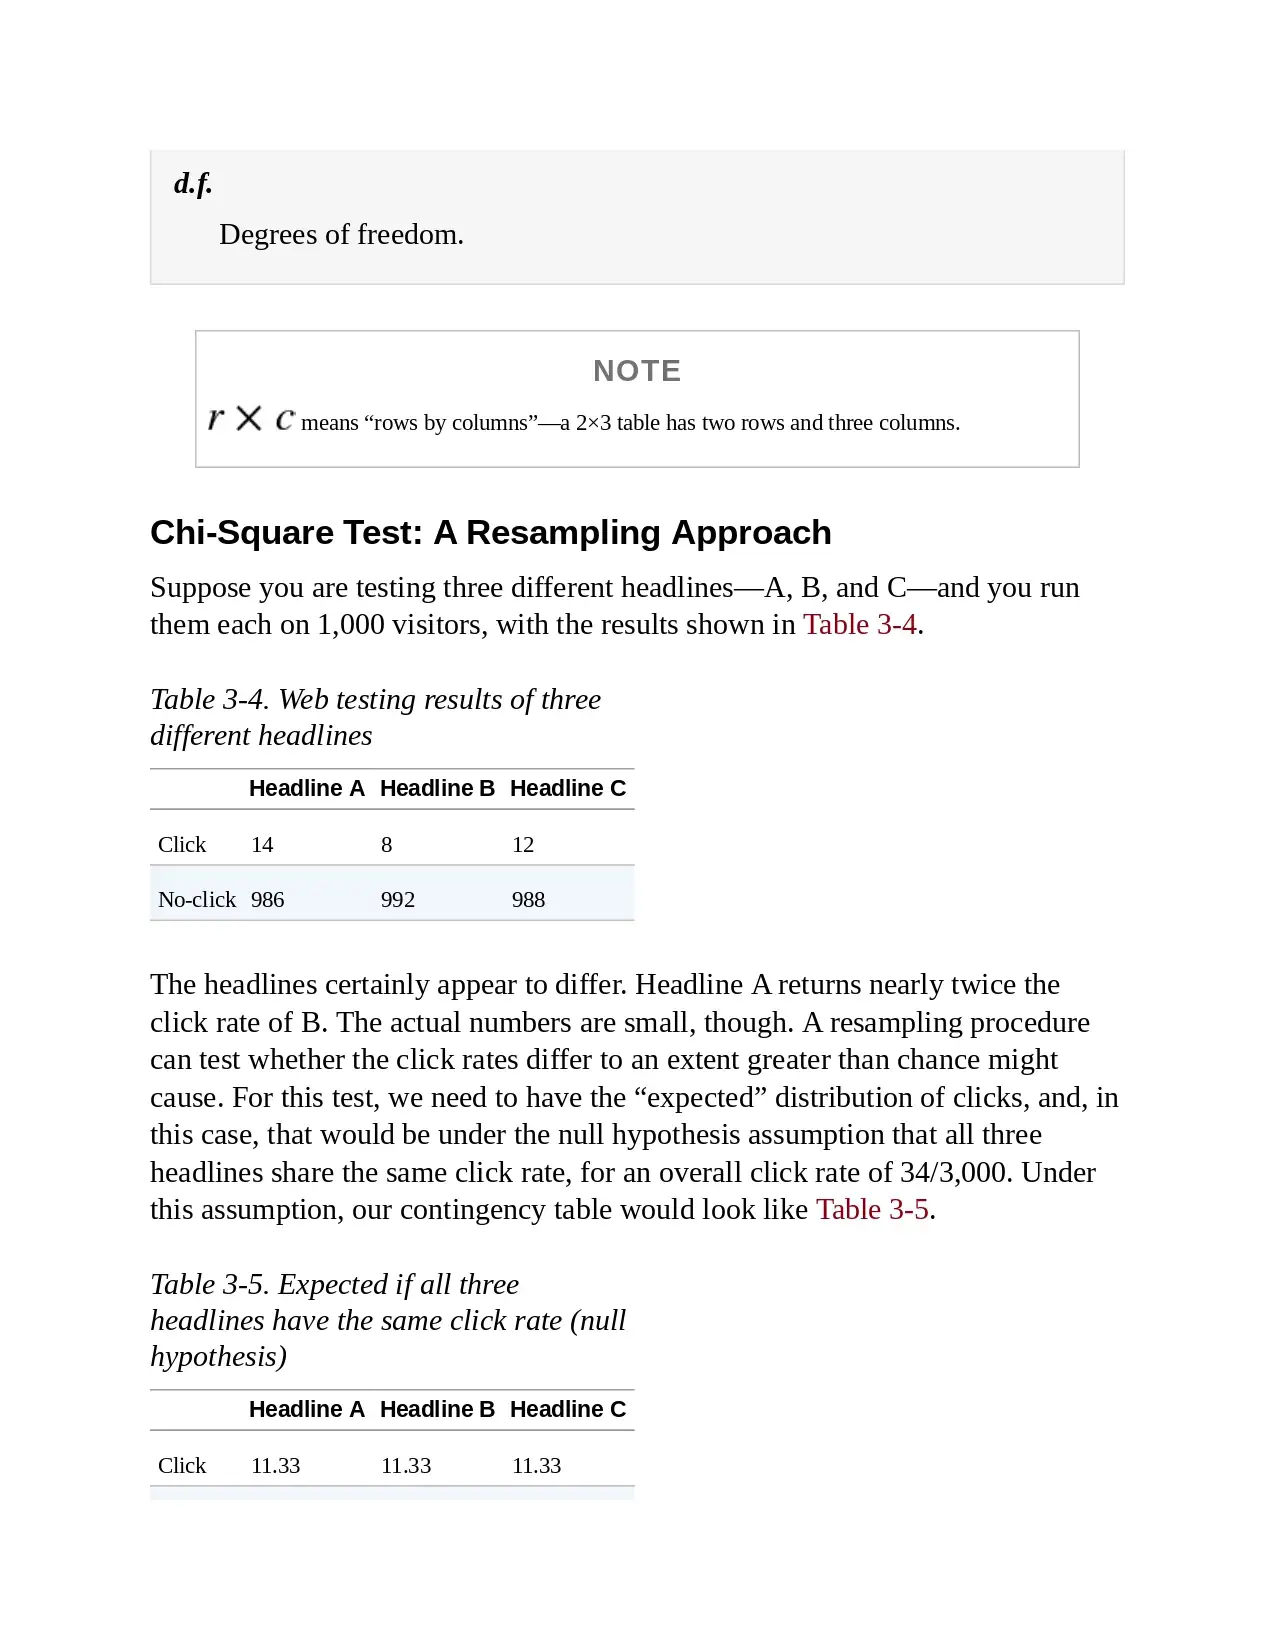 d.f.
Degrees of freedom.
NOTE
r × c means “rows by columns”—a 2×3 table has two rows and three columns.
Chi-Square Test: A Resampling Approach
Suppose you are testing three different headlines—A, B, and C—and you run
them each on 1,000 visitors, with the results shown in Table 3-4.
Table 3-4. Web testing results of three
different headlines
Headline A Headline B Headline C
Click 14 8 12
No-click 986 992 988
The headlines certainly appear to differ. Headline A returns nearly twice the
click rate of B. The actual numbers are small, though. A resampling procedure
can test whether the click rates differ to an extent greater than chance might
cause. For this test, we need to have the “expected” distribution of clicks, and, in
this case, that would be under the null hypothesis assumption that all three
headlines share the same click rate, for an overall click rate of 34/3,000. Under
this assumption, our contingency table would look like Table 3-5.
Table 3-5. Expected if all three
headlines have the same click rate (null
hypothesis)
Headline A Headline B Headline C
Click 11.33 11.33 11.33